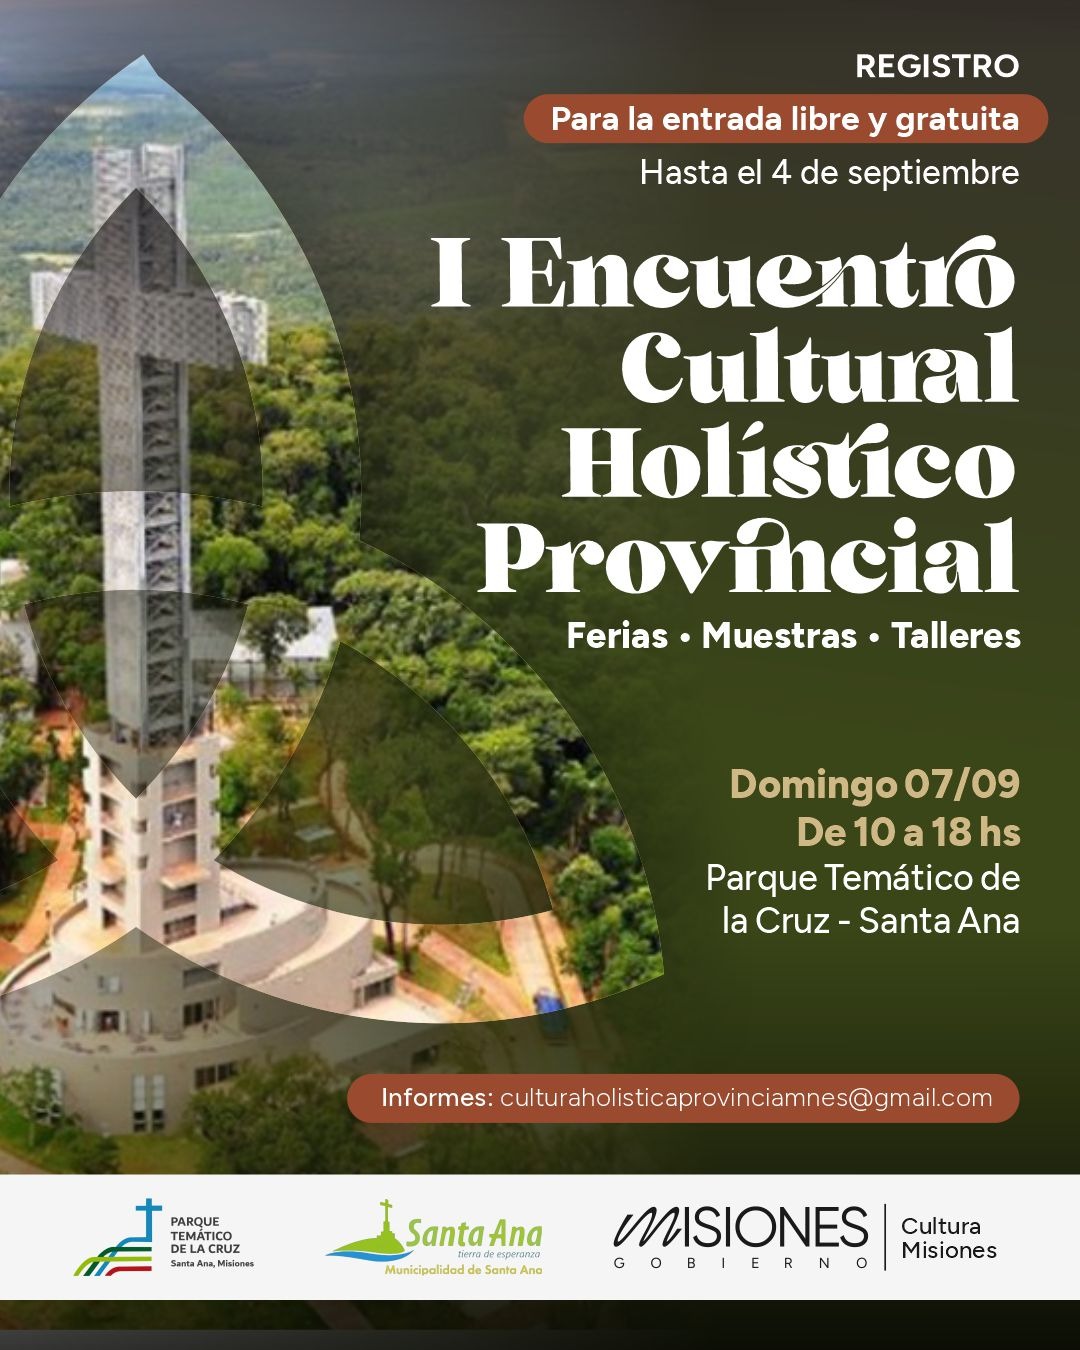 REGISTRO
Para la entrada libre y gratuita
Hasta el 4 de septiembre
I Encuentro
Cultural
Holístico
Provincial
Ferias • Muestras • Talleres
Domingo 07/09
De 10 a 18 hs
Parque Temático de
la Cruz - Santa Ana
Informes: culturaholisticaprovinciamnes@gmail.com
PARQUE
TEMÁTICO
DE LA CRUZ
Santa Ana, Misiones
Santa Ana
tierra de esperanza
Municipalidad de Santa Ana
MISIONES
GOBIERNO
Cultura
Misiones